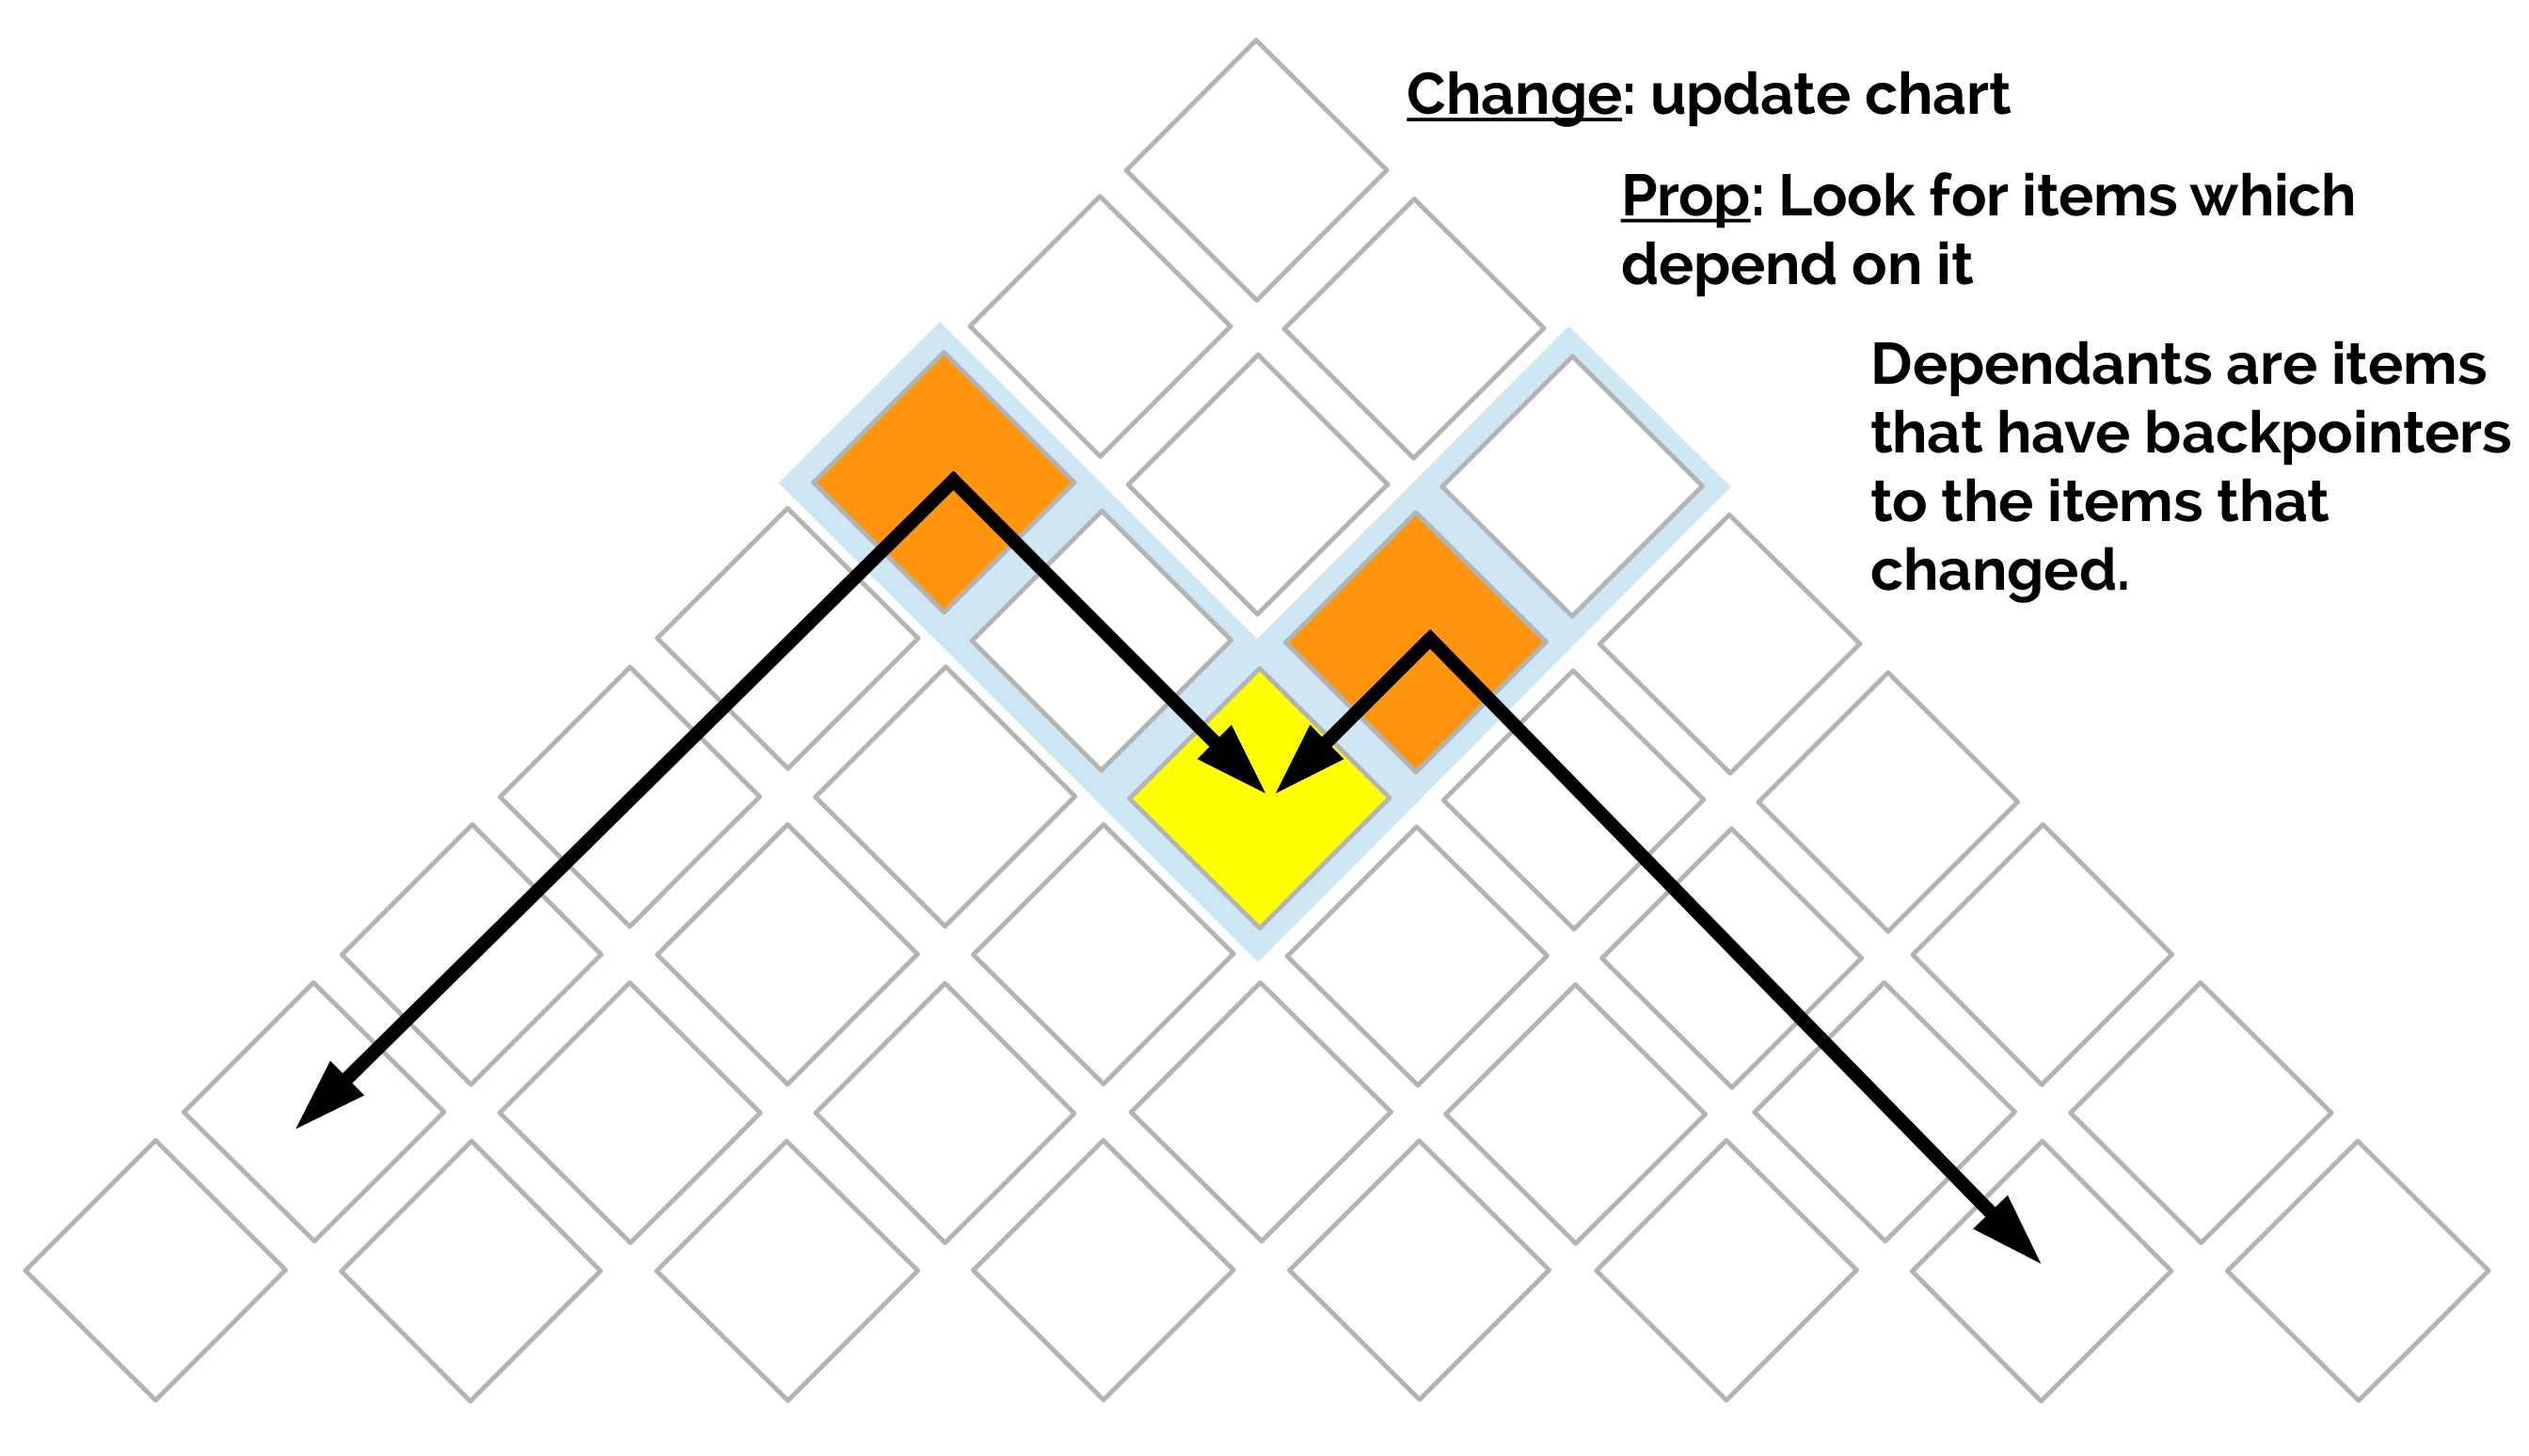 Change: update chart
Prop: Look for items which
depend on it
Dependants are items
that have backpointers
to the items that
changed.